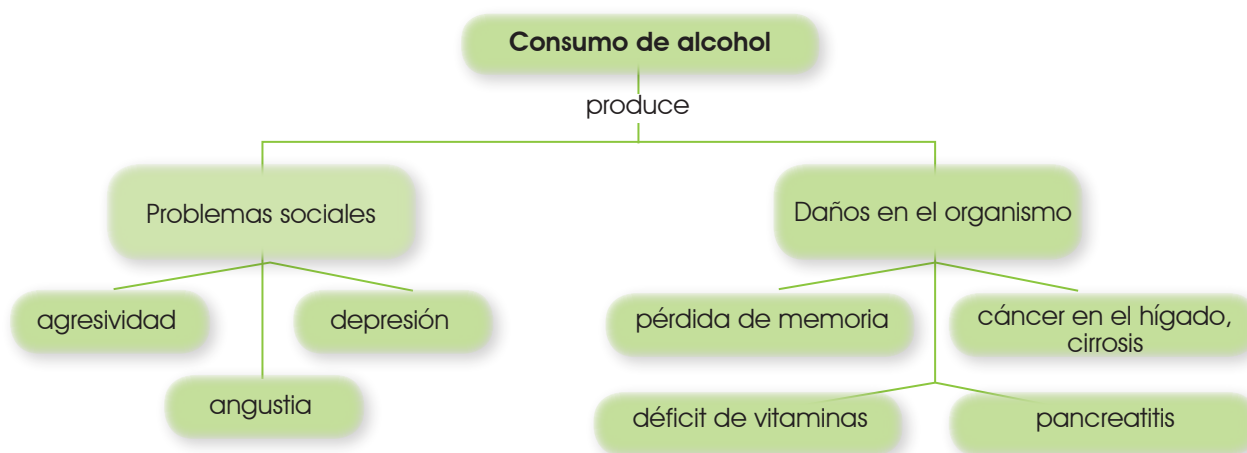 Consumo de alcohol
produce
Problemas sociales
Daños en el organismo
agresividad
depresión
angustia
pérdida de memoria
cáncer en el hígado,
cirrosis
déficit de vitaminas
pancreatitis